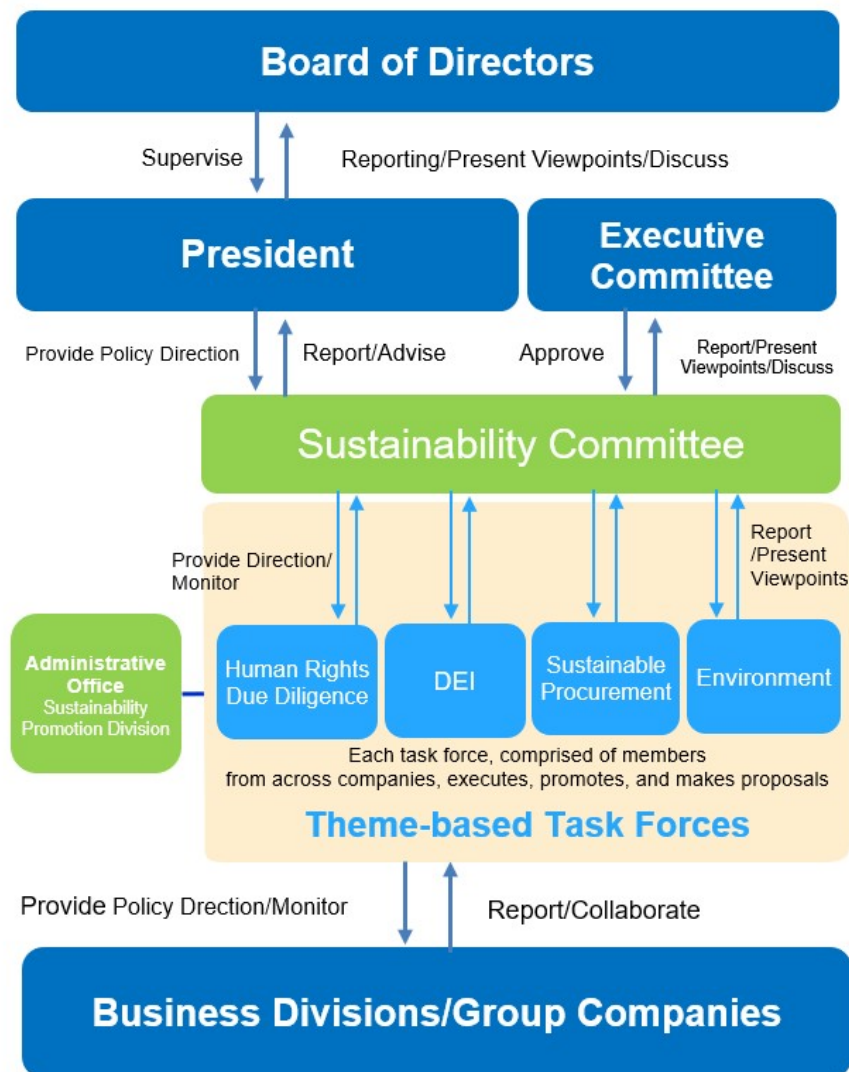 Board of Directors
Supervise
Reporting/Present Viewpoints/Discuss
President
Executive
Committee
Provide Policy Direction
Report/Advise
Approve
Report/Present
Viewpoints/Discuss
Sustainability Committee
Provide Direction/
Monitor
Report
/Present
Viewpoints
Administrative
Office
Sustainability
Promotion Division
Human Rights
Due Diligence
DEI
Sustainable
Procurement
Environment
Each task force, comprised of members
from across companies, executes, promotes, and makes proposals
Theme-based Task Forces
Provide Policy Direction/Monitor
Report/Collaborate
Business Divisions/Group Companies